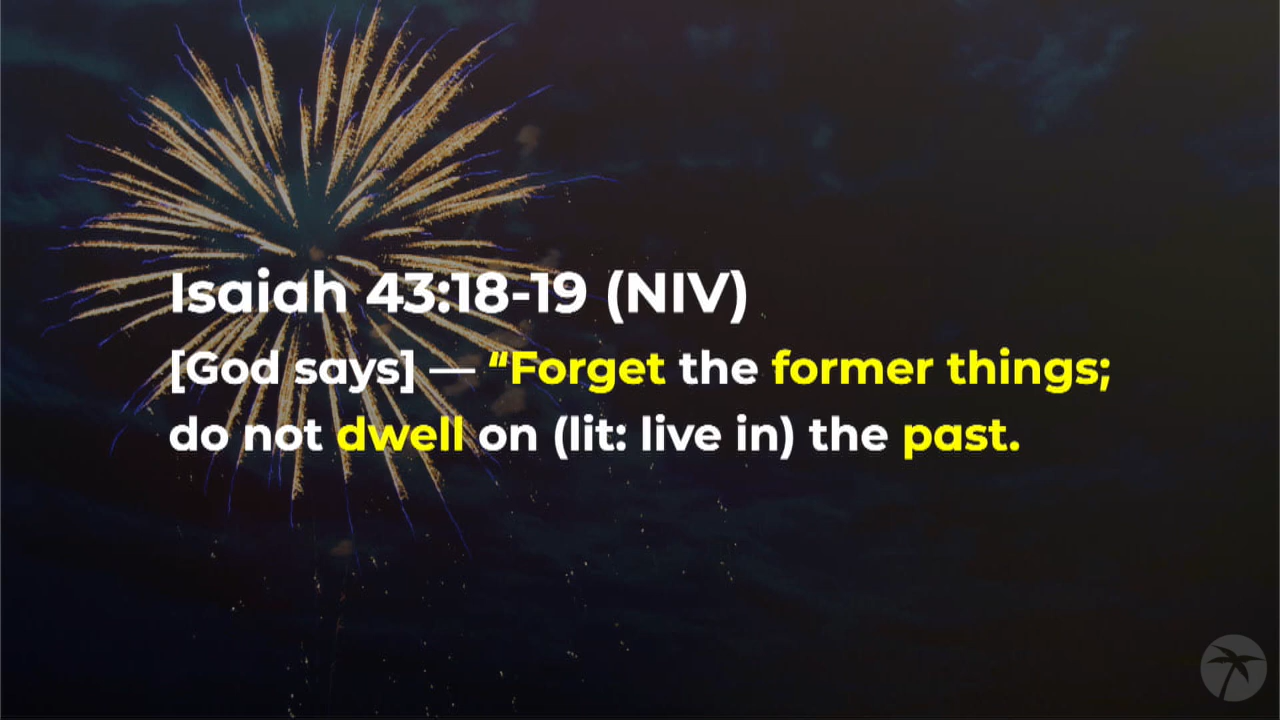 Isaiah 43:18-19 (NIV)
[God says] — “Forget the former things;
do not dwell on (lit: live in) the past.